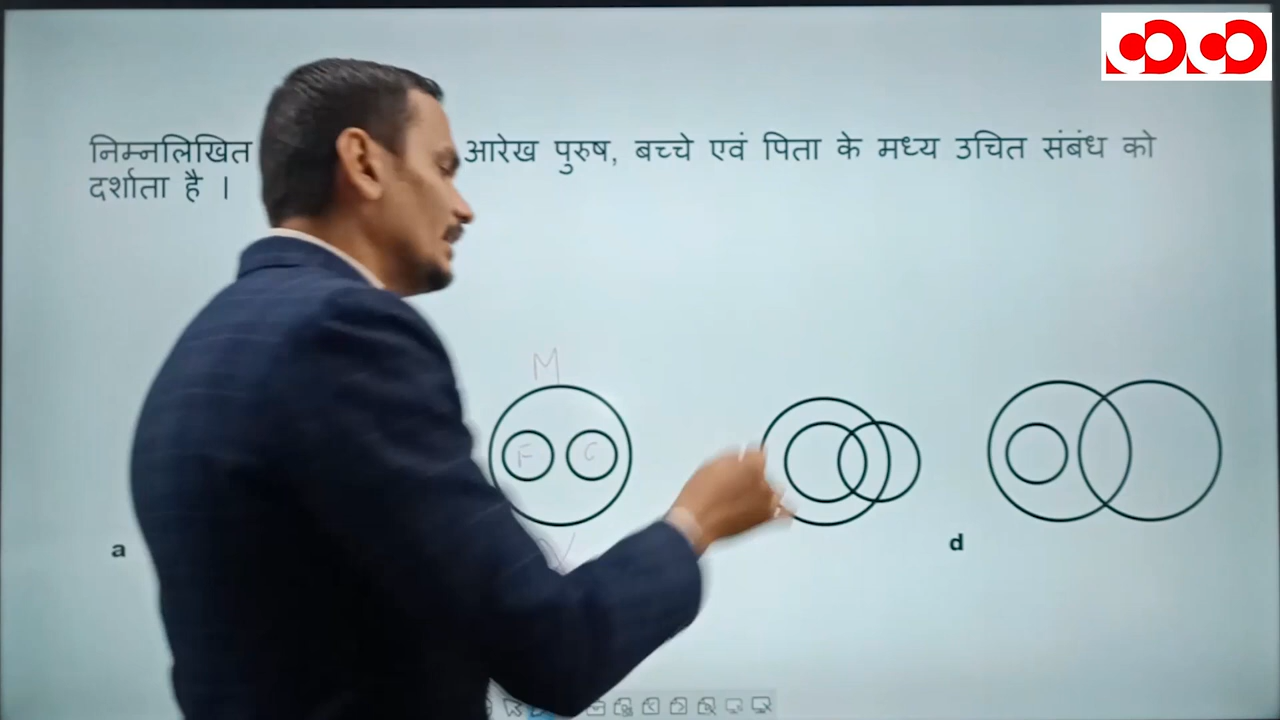 निम्नलिखित आरेख पुरुष, बच्चे एवं पिता के मध्य उचित संबंध को
दर्शाता है ।
M
F C
a
d